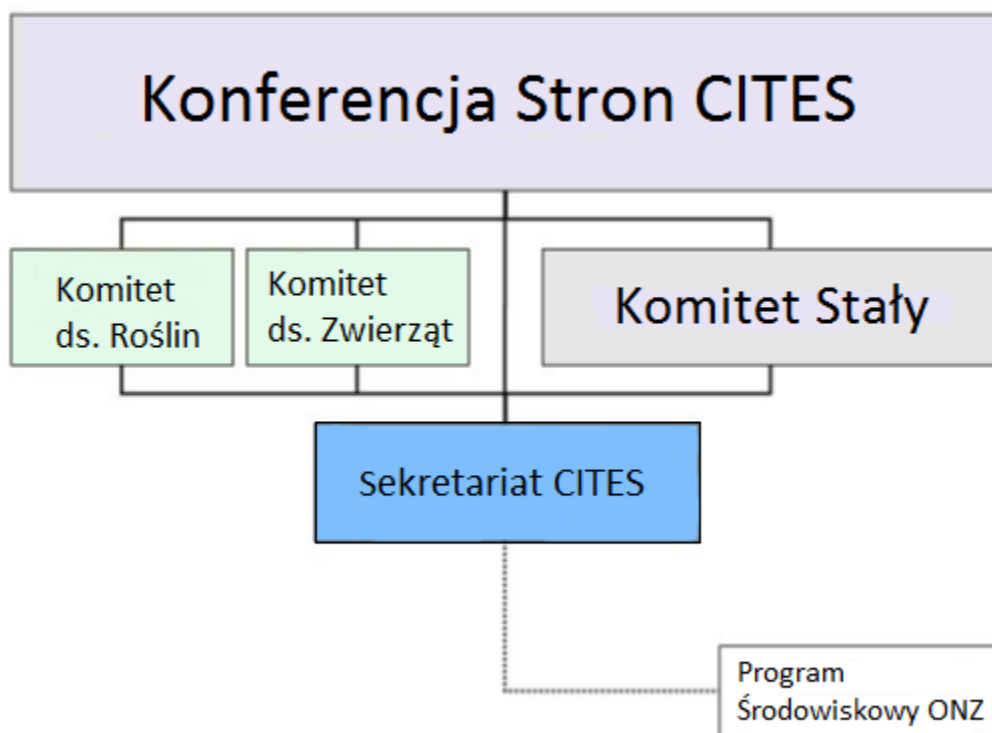 Konferencja Stron CITES
Komitet
ds. Roślin
Komitet
ds. Zwierząt
Komitet Stały
Sekretariat CITES
Program
Środowiskowy ONZ